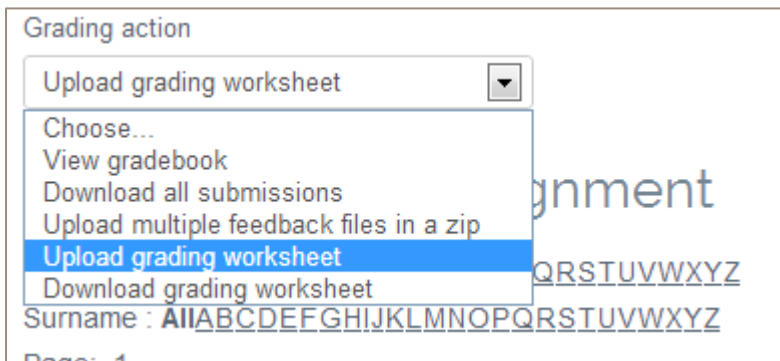 Grading action
Upload grading worksheet
Choose...
View gradebook
Download all submissions
gnment
Upload multiple feedback files in a zip
Upload grading worksheet
QRSTUVWXYZ
Download grading worksheet
Surname : AllABCDEFGHIJKLMNOPQRSTUVWXYZ
Page: 1